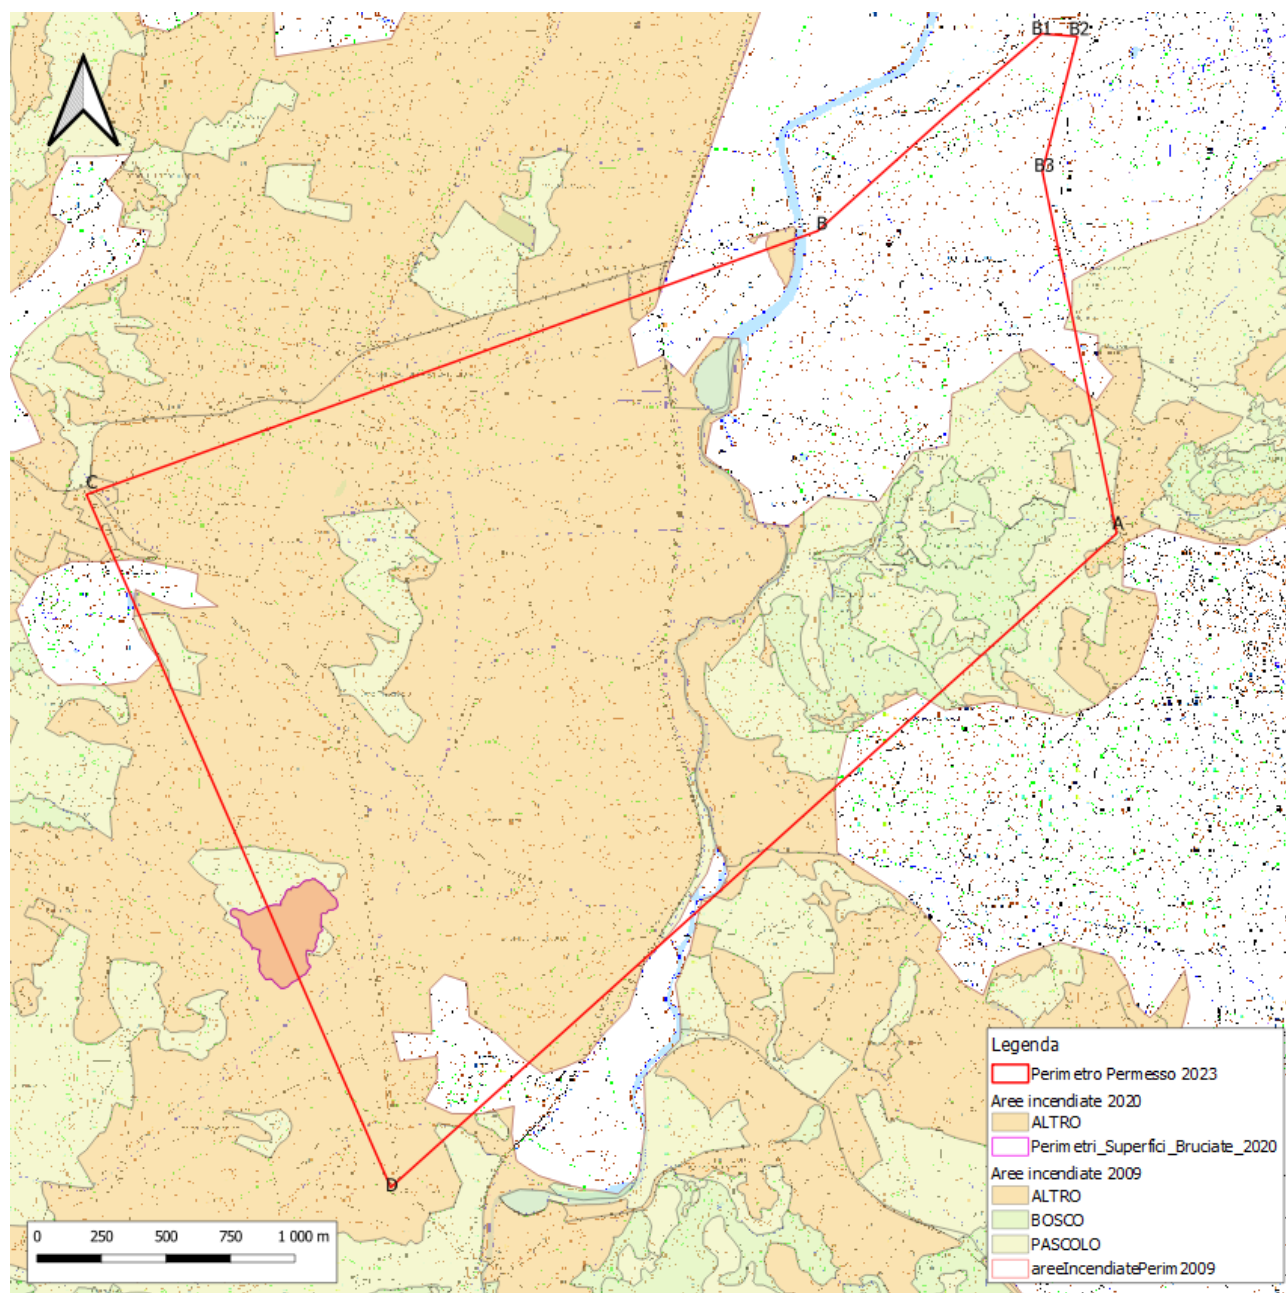 B1 B2
B3
B
C
A
D
Legenda
Perimetro Permesso 2023
Aree incendiate 2020
ALTRO
Perimetri_Superfici_Bruciate_2020
Aree incendiate 2009
ALTRO
BOSCO
PASCOLO
areeIncendiatePerim2009
0 250 500 750 1 000 m